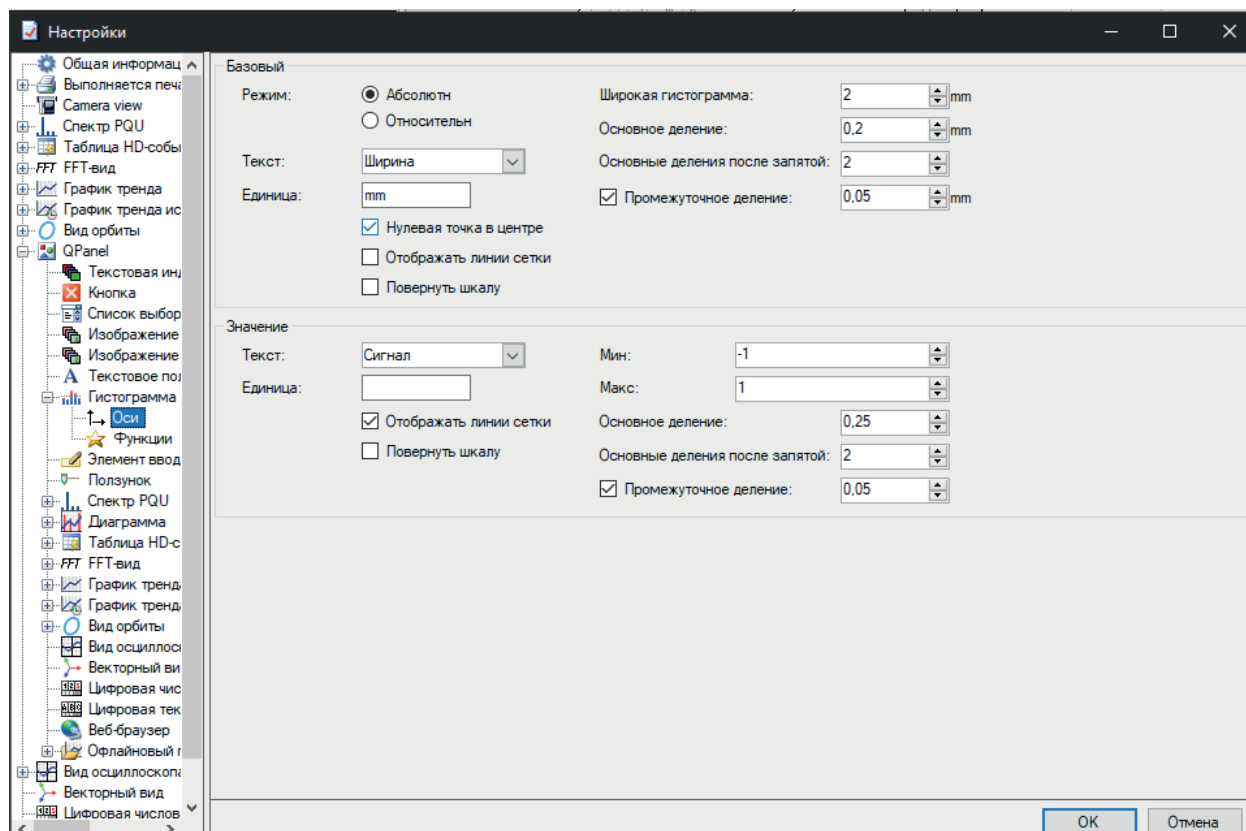 Настройки
Общая информац
Выполняется печа
Camera view
Спектр PQU
Таблица HD-собы
FFT FFT-вид
График тренда
График тренда ис
Вид орбиты
QPanel
Текстовая инд
Кнопка
Список выбор
Изображение
Изображение
A Текстовое пол
Гистограмма
Оси
Функции
Элемент ввод
Ползунок
Спектр PQU
Диаграмма
Таблица HD-с
FFT FFT-вид
График тренд
График тренд
Вид орбиты
Вид осциллос
Векторный ви
Цифровая чис
Цифровая тек
Веб-браузер
Офлайновый г
Вид осциллоскопа
Векторный вид
Цифровая числов
Базовый
Режим:
Абсолютн
Относительн
Текст: Ширина
Единица: mm
Нулевая точка в центре
Отображать линии сетки
Повернуть шкалу
Широкая гистограмма: 2 mm
Основное деление: 0,2 mm
Основные деления после запятой: 2
Промежуточное деление: 0,05 mm
Значение
Текст: Сигнал
Единица:
Отображать линии сетки
Повернуть шкалу
Мин: -1
Макс: 1
Основное деление: 0,25
Основные деления после запятой: 2
Промежуточное деление: 0,05
OK
Отмена